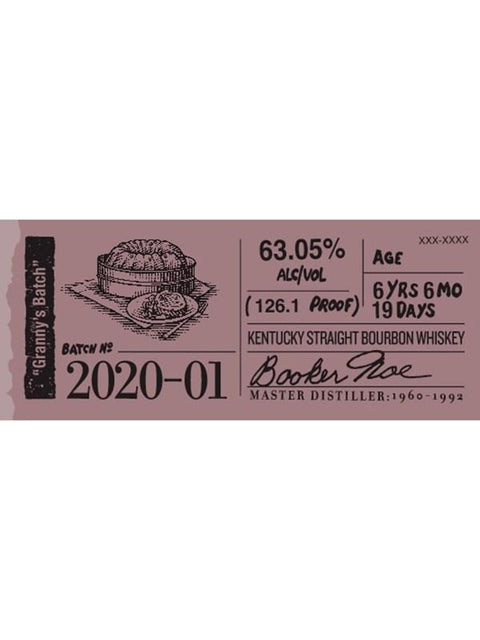 "Granny's Batch"
BATCH Nº
2020-01
63.05%
ALC/VOL
(126.1 PROOF)
XXX-XXXX
AGE
6 YRS 6 MO
19 DAYS
KENTUCKY STRAIGHT BOURBON WHISKEY
Booker Noe
MASTER DISTILLER: 1960-1992